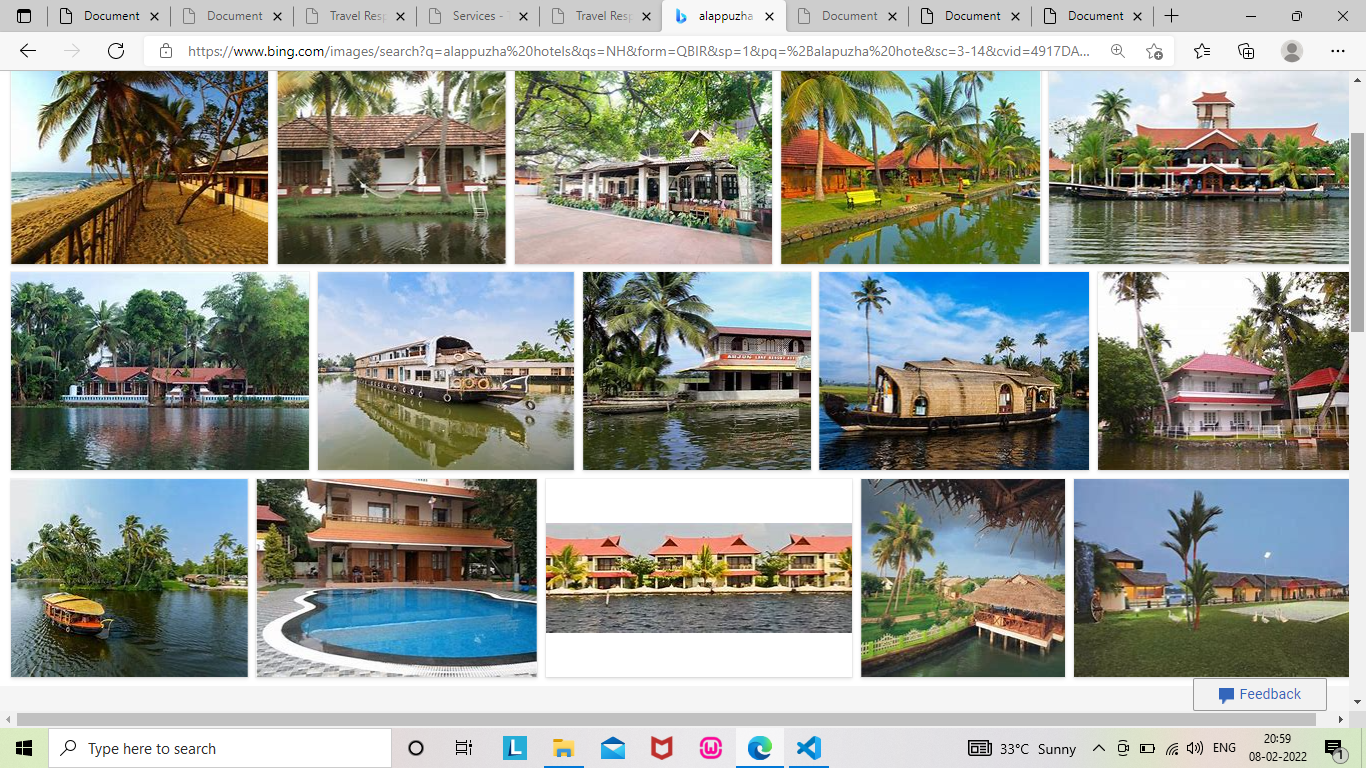 Document
Document
Travel Resp
Services - T
Travel Resp
alappuzha
Document
Document
Document
https://www.bing.com/images/search?q=alappuzha%20hotels&qs=NH&form=QBIR&sp=1&pq=%2Balapuzha%20hote&sc=3-14&cvid=4917DA...
ARJUN LAKE RESORT
Feedback
Type here to search
L
33°C Sunny
ENG
20:59
08-02-2022
1